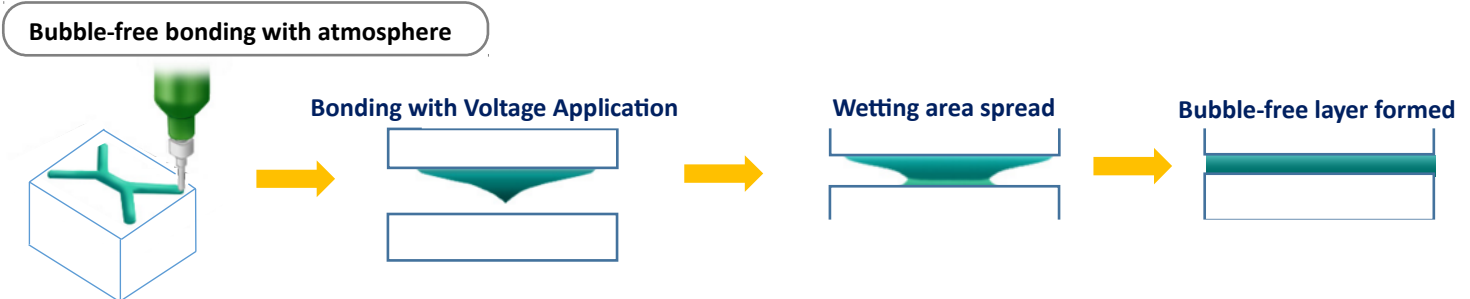 Bubble-free bonding with atmosphere
Bonding with Voltage Application
Wetting area spread
Bubble-free layer formed